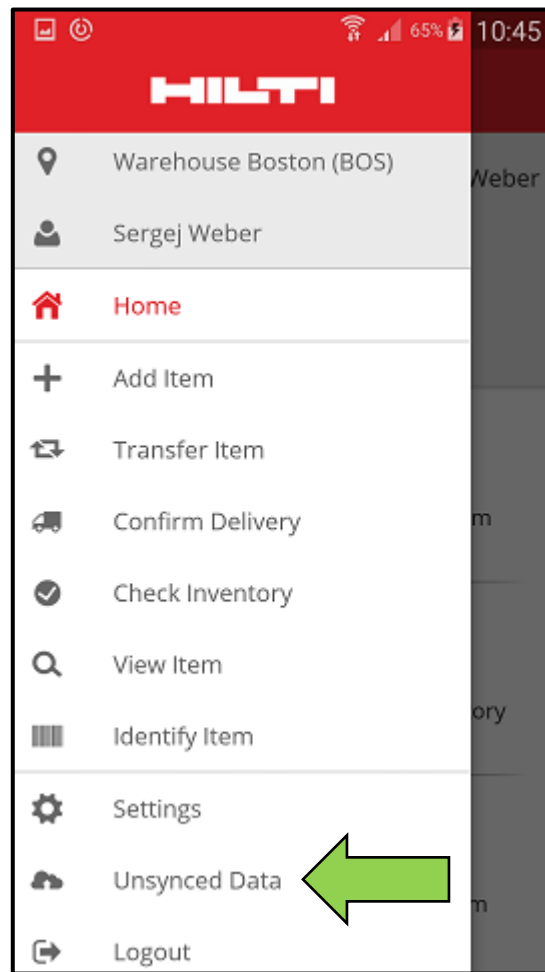 65% 10:45
HILTI
Warehouse Boston (BOS)
Weber
Sergej Weber
Home
Add Item
Transfer Item
Confirm Delivery
m
Check Inventory
View Item
ory
Identify Item
Settings
Unsynced Data
m
Logout